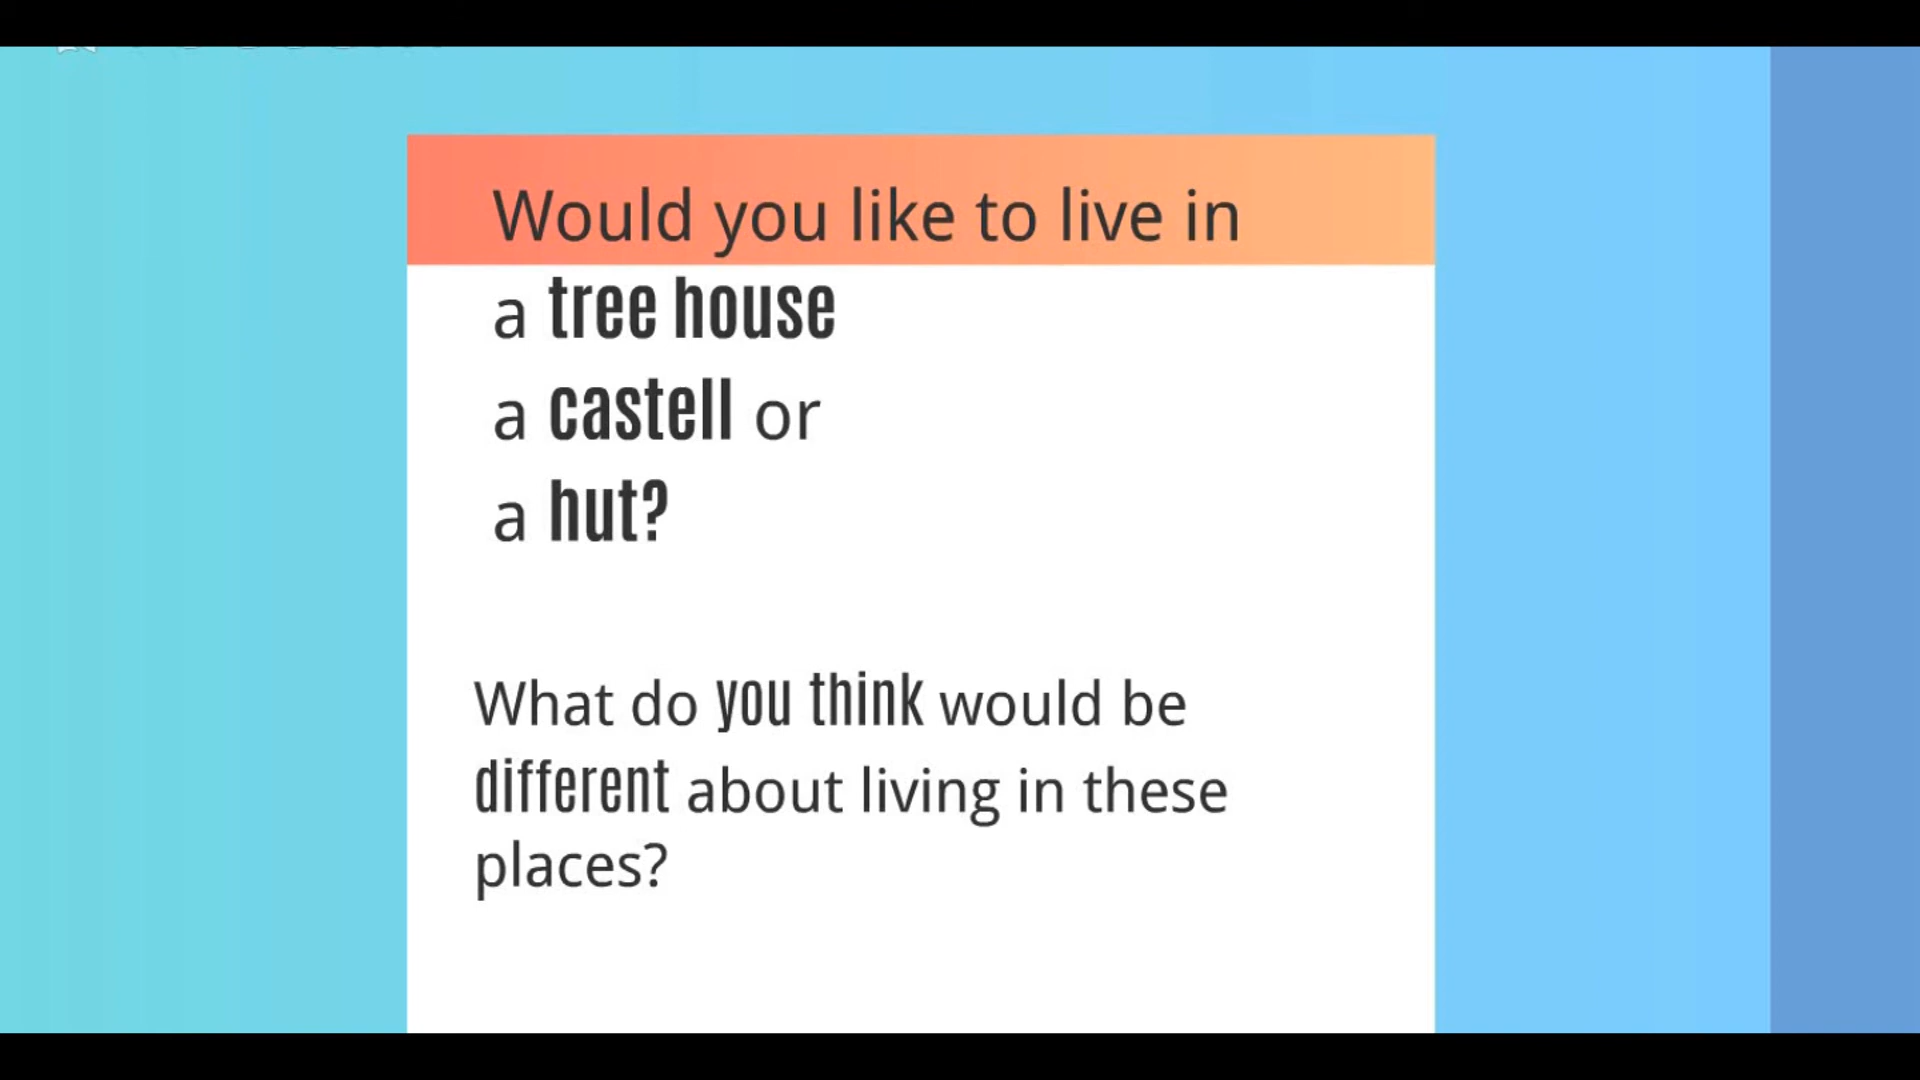 Would you like to live in
a tree house
a castell or
a hut?
What do you think would be
different about living in these
places?